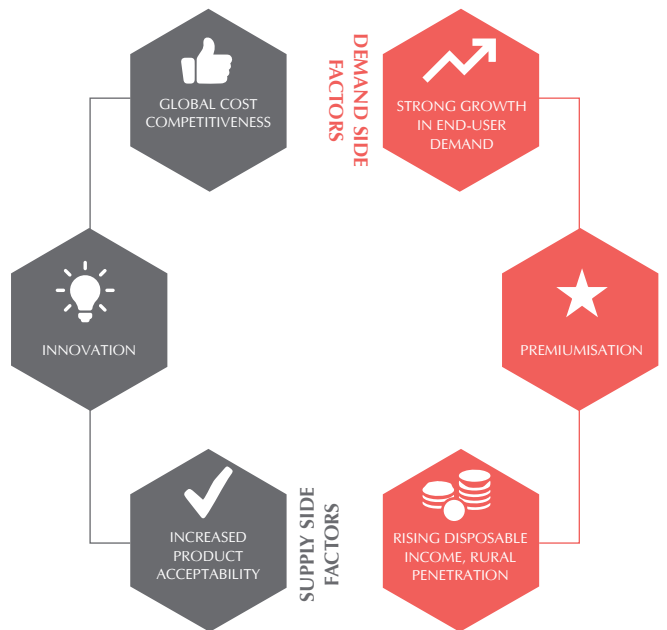 GLOBAL COST
COMPETITIVENESS
INNOVATION
INCREASED
PRODUCT
ACCEPTABILITY
SUPPLY SIDE
FACTORS
DEMAND SIDE
FACTORS
STRONG GROWTH
IN END-USER
DEMAND
PREMIUMISATION
RISING DISPOSABLE
INCOME, RURAL
PENETRATION